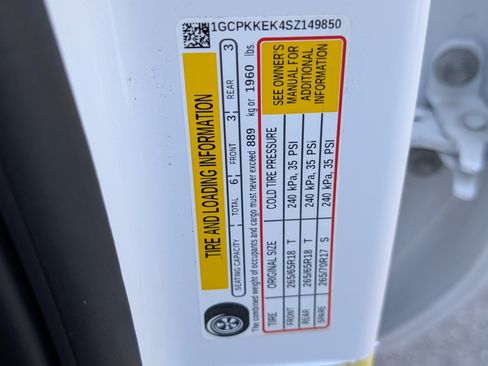 1GCPKKEK4SZ149850
TIRE AND LOADING INFORMATION
SEATING CAPACITY TOTAL 6 FRONT 3 REAR 3
The combined weight of occupants and cargo must never exceed 889 kg or 1960 lbs.
TIRE ORIGINAL SIZE COLD TIRE PRESSURE
FRONT 265/65R18 T 240 kPa, 35 PSI
REAR 265/65R18 T 240 kPa, 35 PSI
SPARE 265/70R17 S 240 kPa, 35 PSI
SEE OWNER'S
MANUAL FOR
ADDITIONAL
INFORMATION